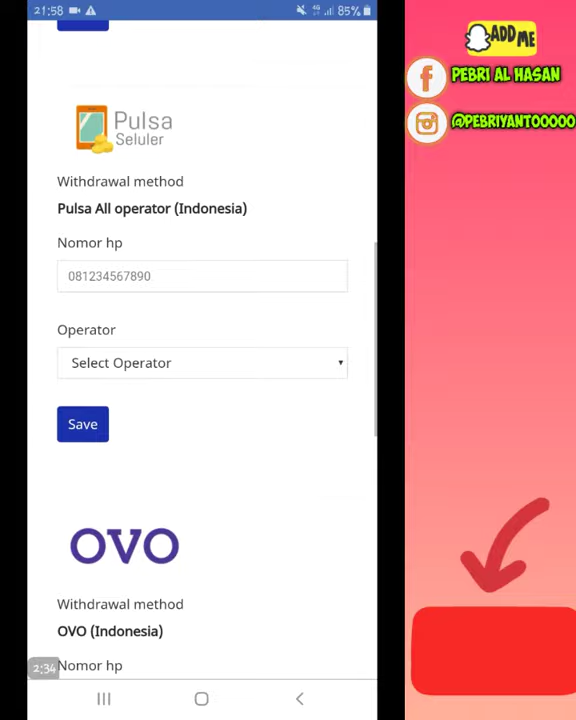 21:58
4G
85%
ADD ME
PEBRI AL HASAN
@PEBRIYANTO0000
Pulsa
Seluler
Withdrawal method
Pulsa All operator (Indonesia)
Nomor hp
081234567890
Operator
Select Operator
Save
OVO
Withdrawal method
OVO (Indonesia)
2:34
Nomor hp